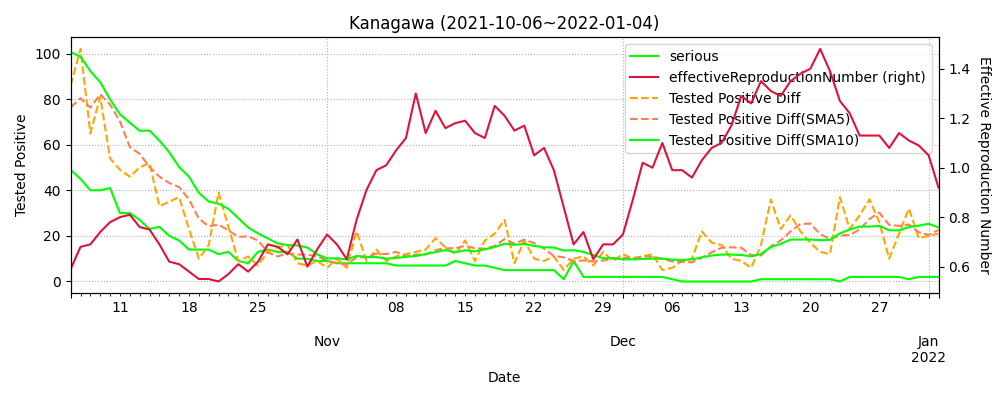 Kanagawa (2021-10-06~2022-01-04)
serious
effectiveReproductionNumber (right)
Tested Positive Diff
Tested Positive Diff(SMA5)
Tested Positive Diff(SMA10)
Tested Positive
100
80
60
40
20
0
1.4
1.2
1.0
0.8
0.6
Effective Reproduction Number
11 18 25 08 15 22 29 06 13 20 27
Nov Dec Jan
2022
Date